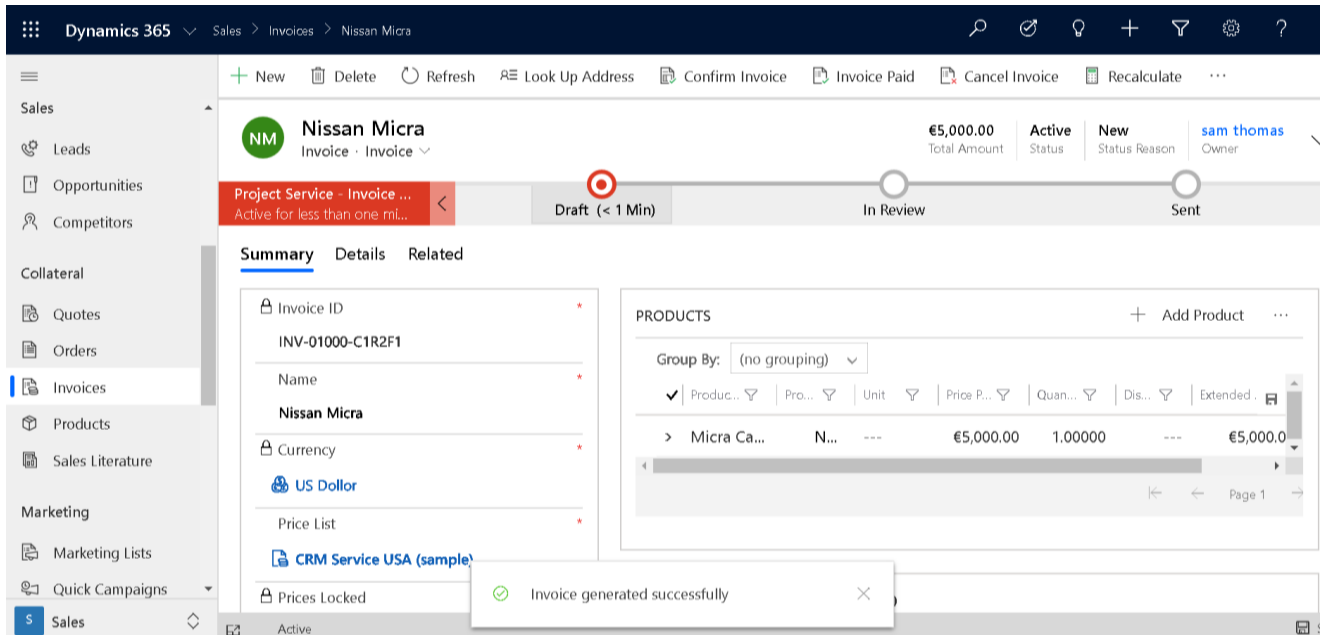 Dynamics 365 Sales > Invoices > Nissan Micra ?
New Delete Refresh Look Up Address Confirm Invoice Invoice Paid Cancel Invoice Recalculate ...
Sales
Leads
Opportunities
Competitors
Collateral
Quotes
Orders
Invoices
Products
Sales Literature
Marketing
Marketing Lists
Quick Campaigns
S Sales
NM
Nissan Micra
Invoice · Invoice
€5,000.00
Total Amount
Active
Status
New
Status Reason
sam thomas
Owner
Project Service - Invoice ...
Active for less than one mi...
Draft (< 1 Min)
In Review
Sent
Summary Details Related
Invoice ID *
INV-01000-C1R2F1
Name *
Nissan Micra
Currency *
US Dollor
Price List *
CRM Service USA (sample)
Prices Locked
PRODUCTS
Add Product ...
Group By: (no grouping)
Produc... Pro... Unit Price P... Quan... Dis... Extended .
Micra Ca... N... --- €5,000.00 1.00000 --- €5,000.0
Page 1
Invoice generated successfully
Active